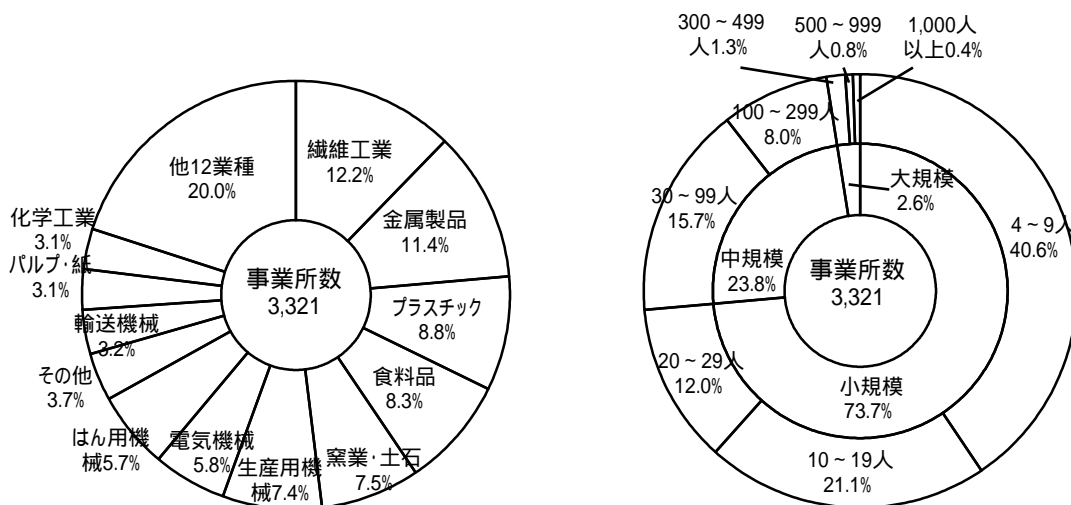 他12業種
20.0%
繊維工業
12.2%
金属製品
11.4%
プラスチック
8.8%
食料品
8.3%
窯業・土石
7.5%
生産用機
械7.4%
電気機械
5.8%
はん用機
械5.7%
その他
3.7%
輸送機械
3.2%
パルプ・紙
3.1%
化学工業
3.1%
事業所数
3,321
300~499
人1.3%
500~999
人0.8%
1,000人
以上0.4%
100~299人
8.0%
30~99人
15.7%
20~29人
12.0%
10~19人
21.1%
4~9人
40.6%
大規模
2.6%
中規模
23.8%
小規模
73.7%
事業所数
3,321